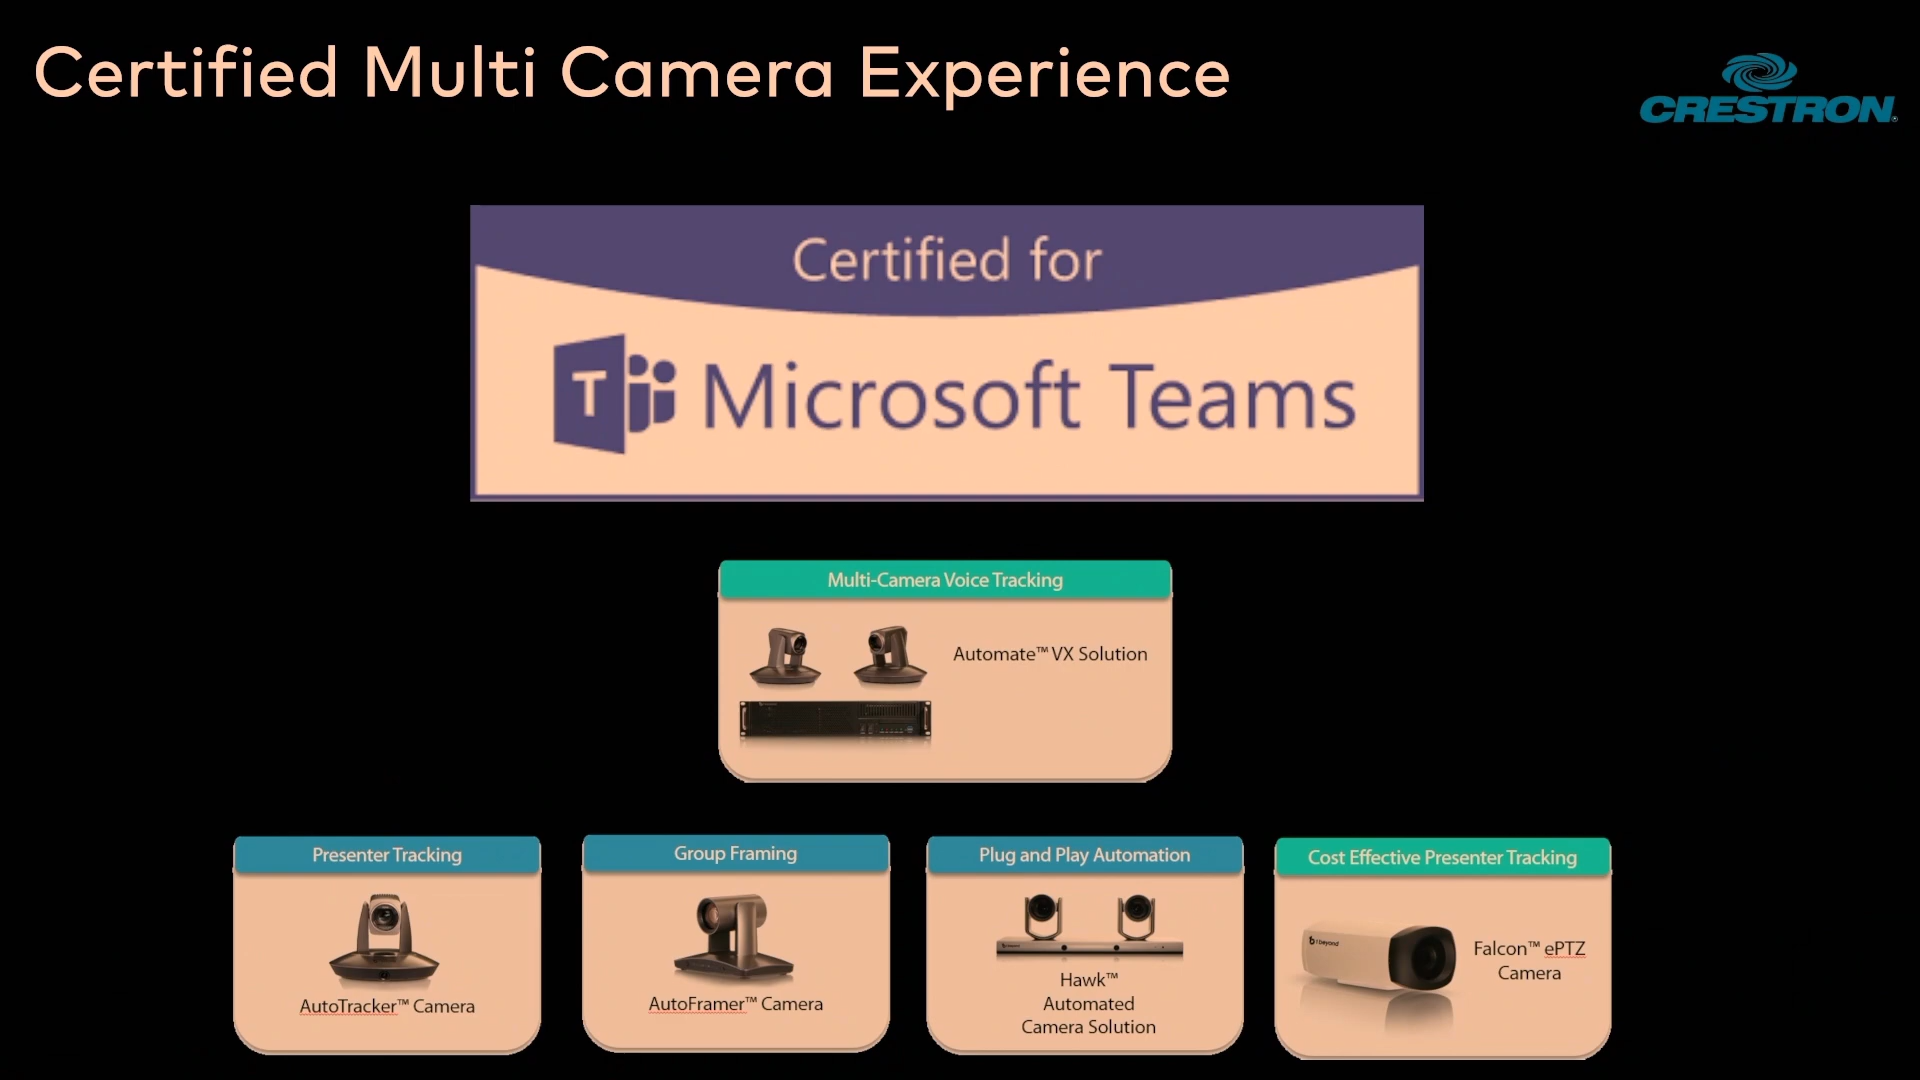 Certified Multi Camera Experience
CRESTRON®
Certified for
T Microsoft Teams
Multi-Camera Voice Tracking
Automate™ VX Solution
Presenter Tracking
AutoTracker™ Camera
Group Framing
AutoFramer™ Camera
Plug and Play Automation
Hawk™
Automated
Camera Solution
Cost Effective Presenter Tracking
1 beyond
Falcon™ ePTZ
Camera